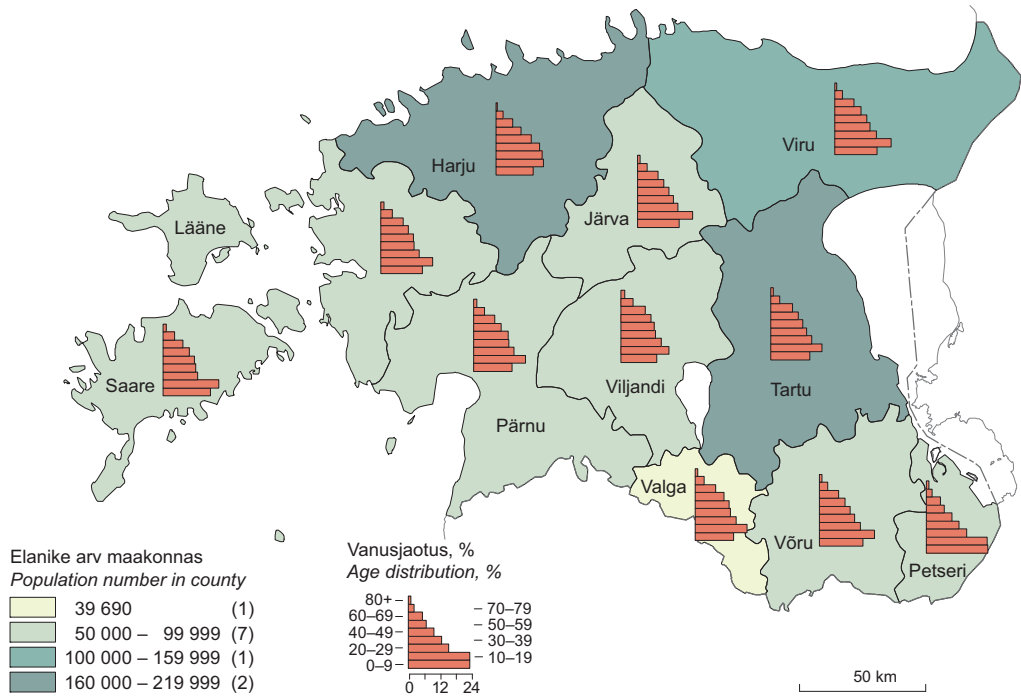 Harju
Viru
Järva
Lääne
Saare
Viljandi
Tartu
Pärnu
Valga
Võru
Petseri
Elanike arv maakonnas
Population number in county
39 690 (1)
50 000 – 99 999 (7)
100 000 – 159 999 (1)
160 000 – 219 999 (2)
Vanusjaotus, %
Age distribution, %
80+
70–79
60–69
50–59
40–49
30–39
20–29
10–19
0–9
0 12 24
50 km